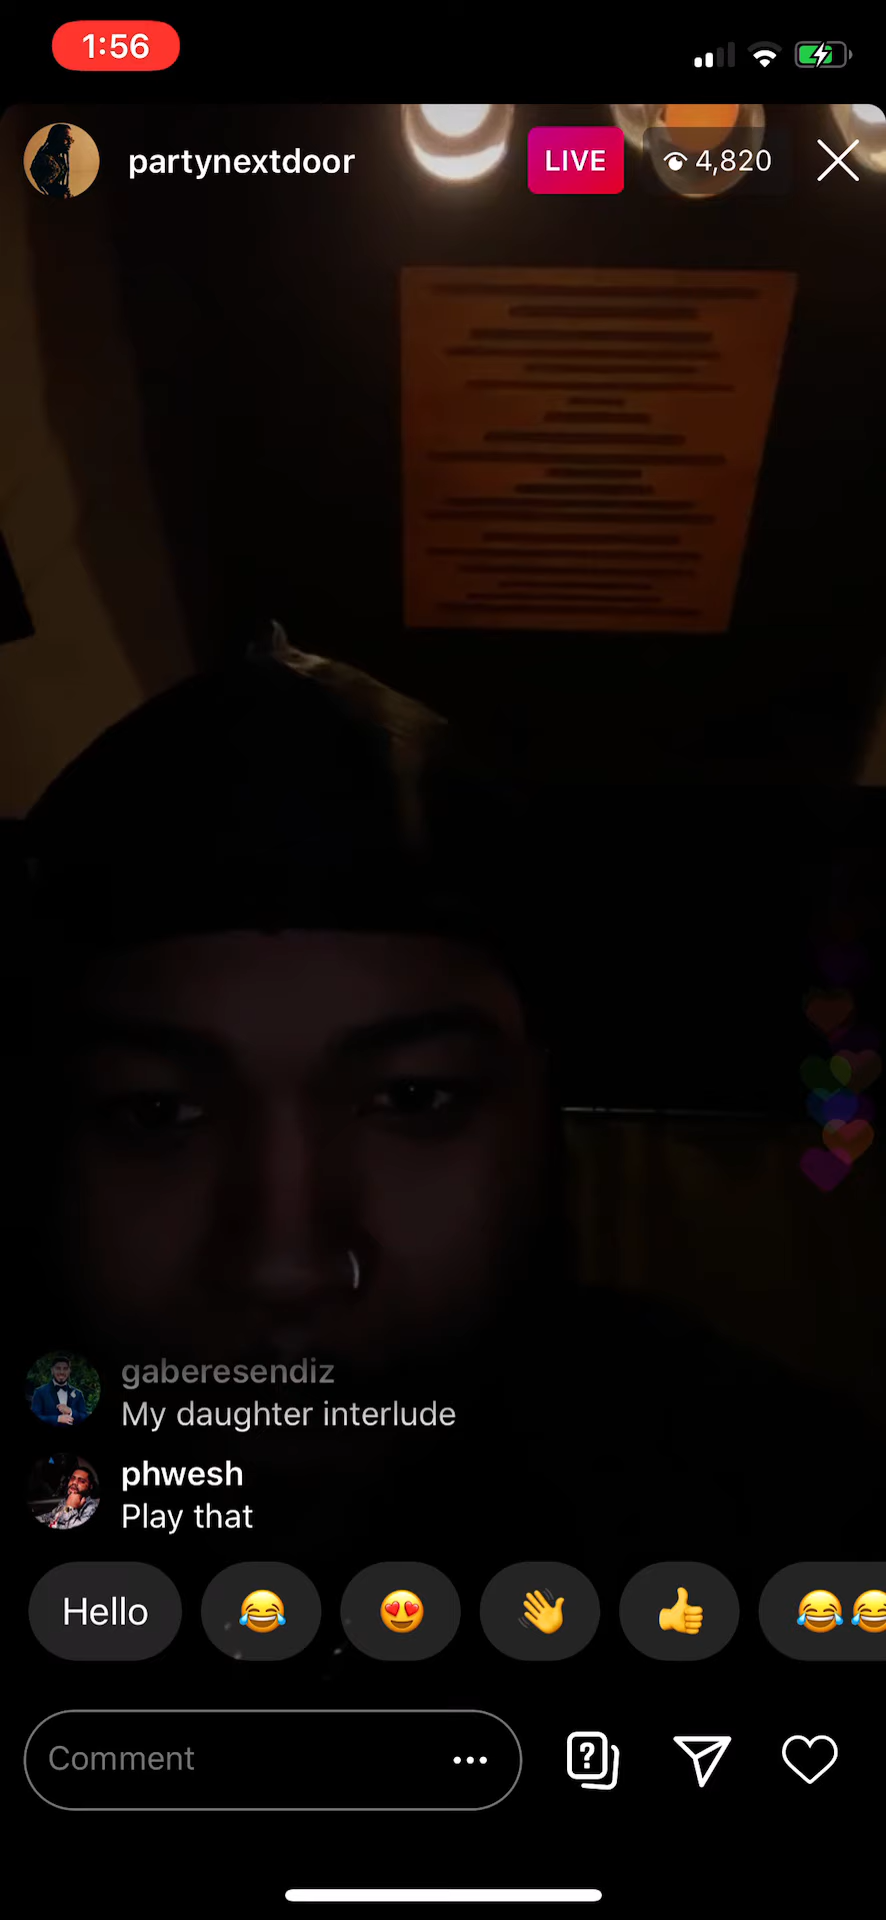 1:56
partynextdoor
LIVE
4,820
gaberesendiz
My daughter interlude
phwesh
Play that
Hello
Comment